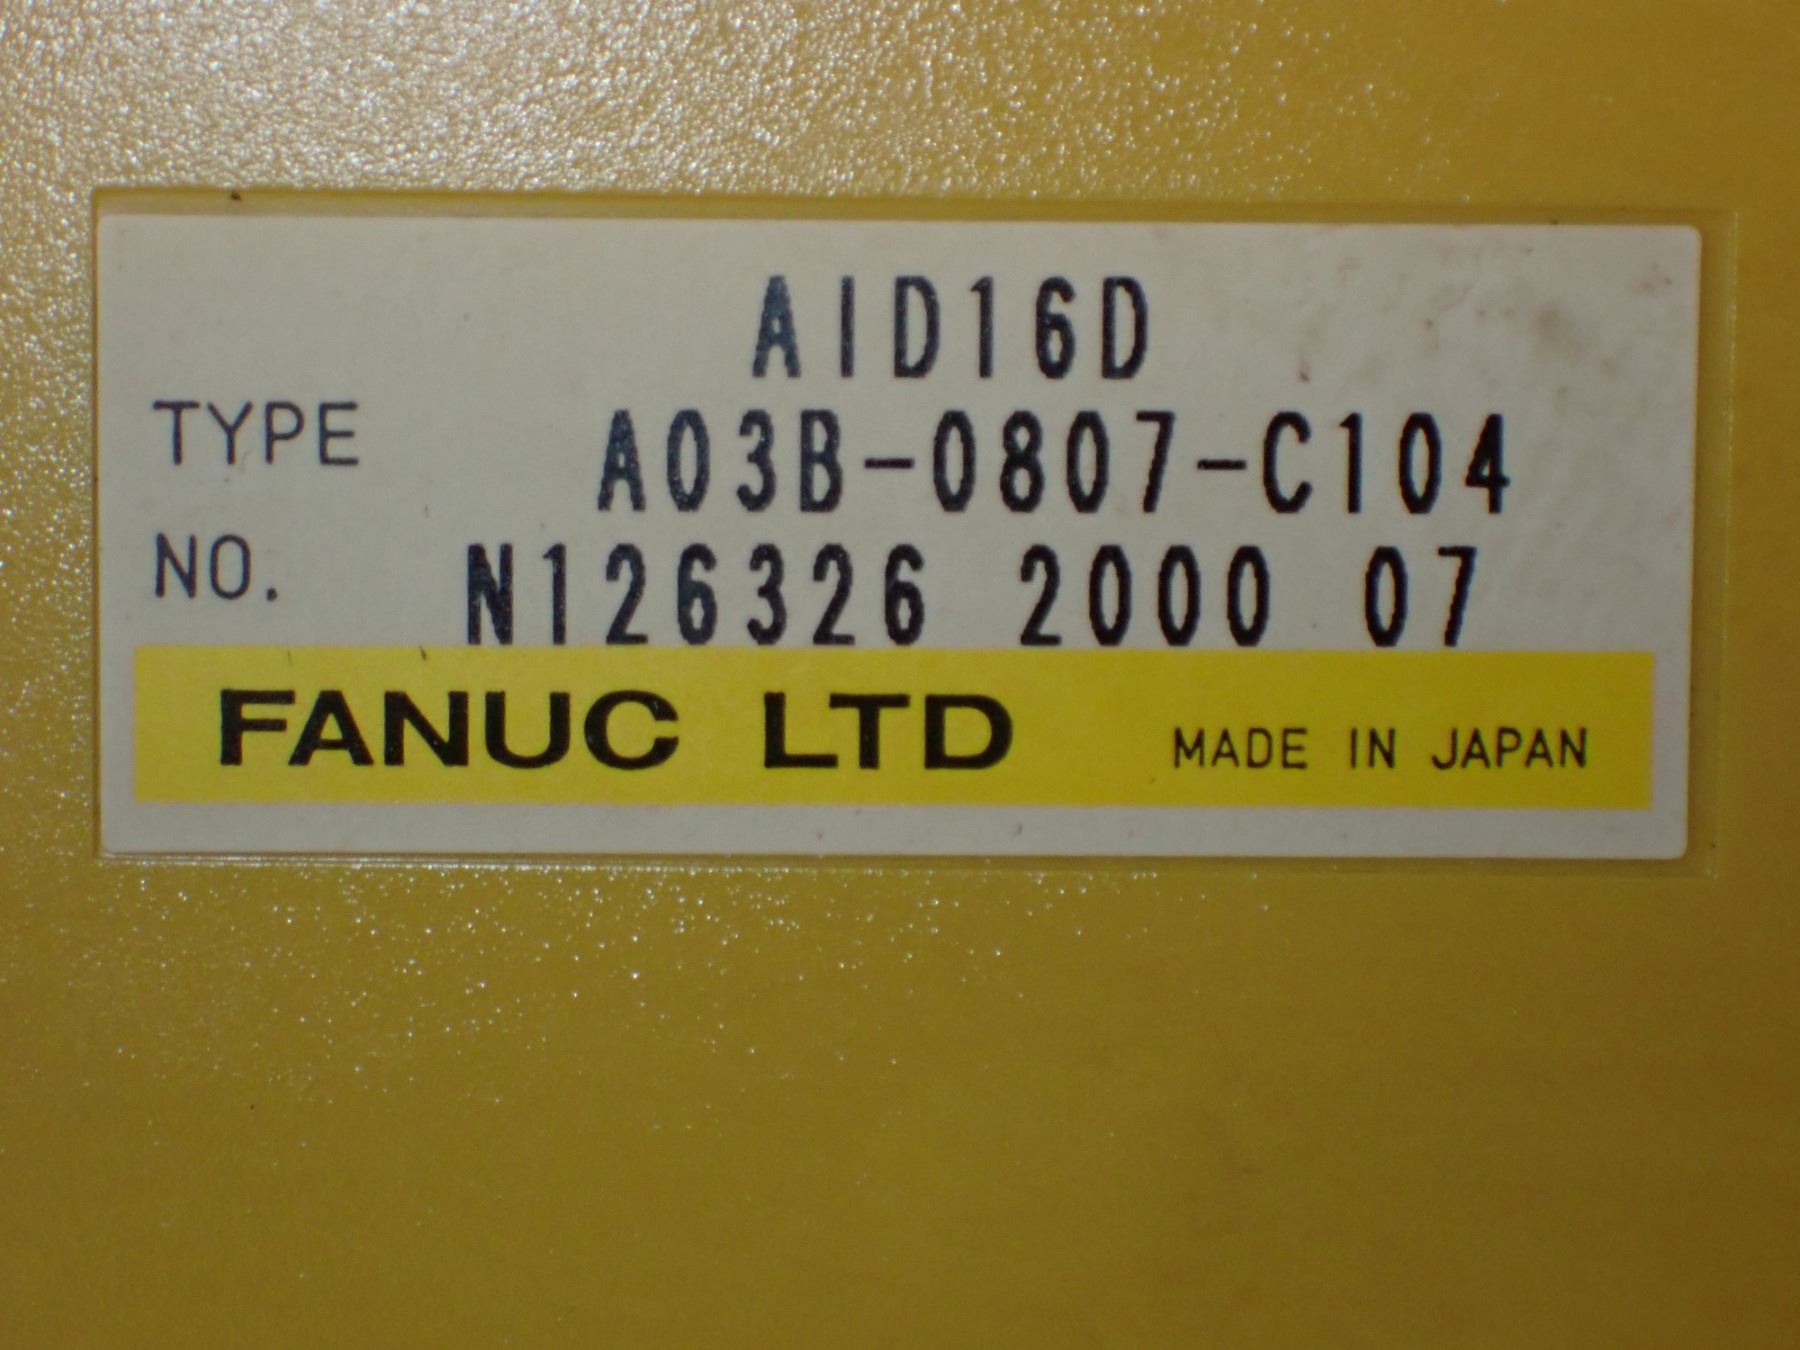 AID16D
TYPE A03B-0807-C104
NO. N126326 2000 07
FANUC LTD MADE IN JAPAN